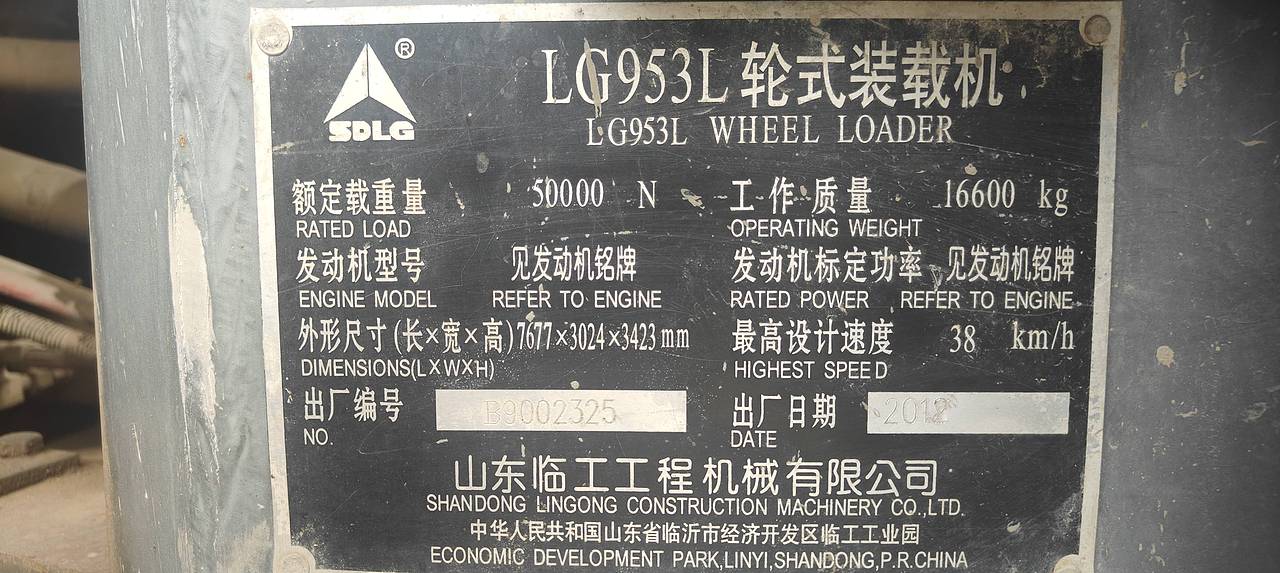 SDLG ®
LG953L 轮式装载机
LG953L WHEEL LOADER
额定载重量 50000 N 工作质量 16600 kg
RATED LOAD OPERATING WEIGHT
发动机型号 见发动机铭牌 发动机标定功率 见发动机铭牌
ENGINE MODEL REFER TO ENGINE RATED POWER REFER TO ENGINE
外形尺寸(长×宽×高)7677×3024×3423mm 最高设计速度 38 km/h
DIMENSIONS(L×W×H) HIGHEST SPEED
出厂编号 B9002325 出厂日期 2012
NO. DATE
山东临工工程机械有限公司
SHANDONG LINGONG CONSTRUCTION MACHINERY CO.,LTD.
中华人民共和国山东省临沂市经济开发区临工工业园
ECONOMIC DEVELOPMENT PARK,LINYI,SHANDONG,P.R.CHINA